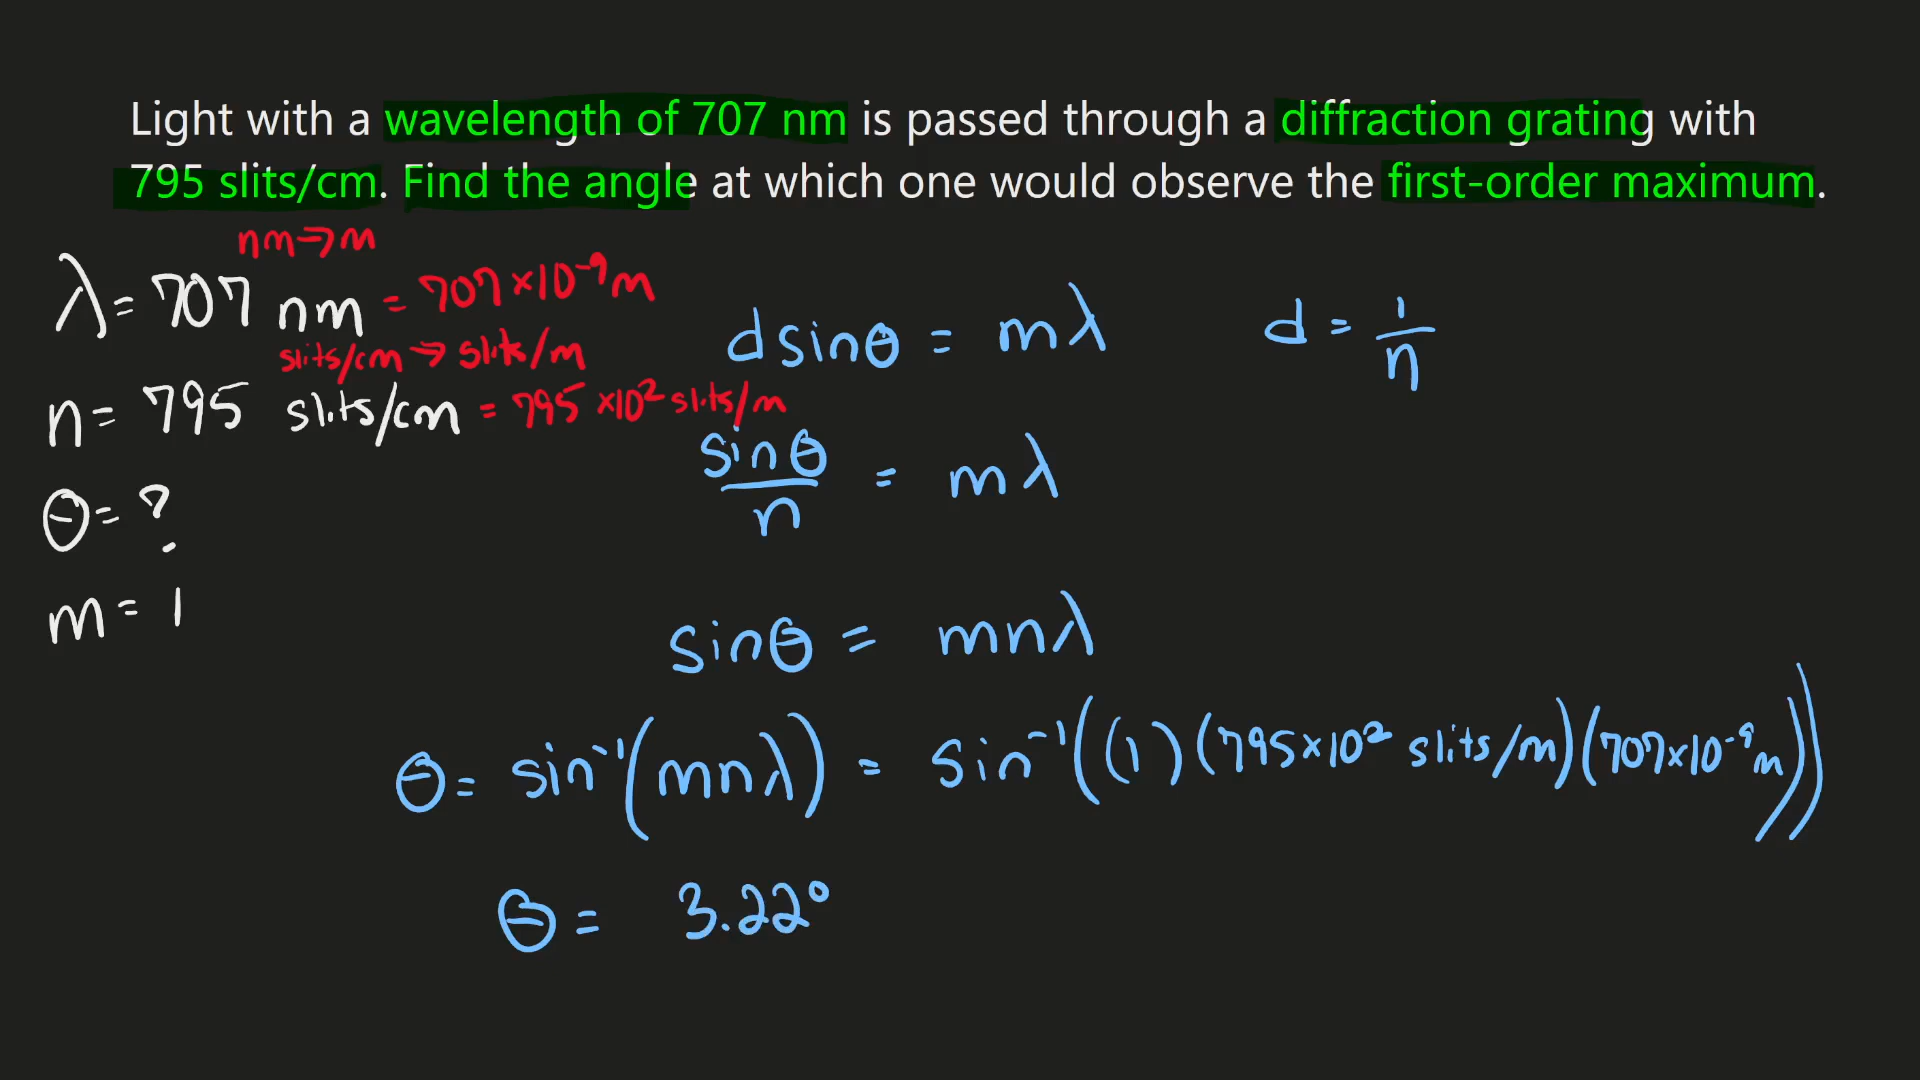 Light with a wavelength of 707 nm is passed through a diffraction grating with
795 slits/cm. Find the angle at which one would observe the first-order maximum.
nm→m
λ = 707 nm = 707×10⁻⁹m
slits/cm → slits/m
n = 795 slits/cm = 795 ×10² slits/m
θ = ?
m = 1
dsinθ = mλ
d = 1/n
sinθ/n = mλ
sinθ = mnλ
θ = sin⁻¹(mnλ) = sin⁻¹((1)(795×10² slits/m)(707×10⁻⁹m))
θ = 3.22°